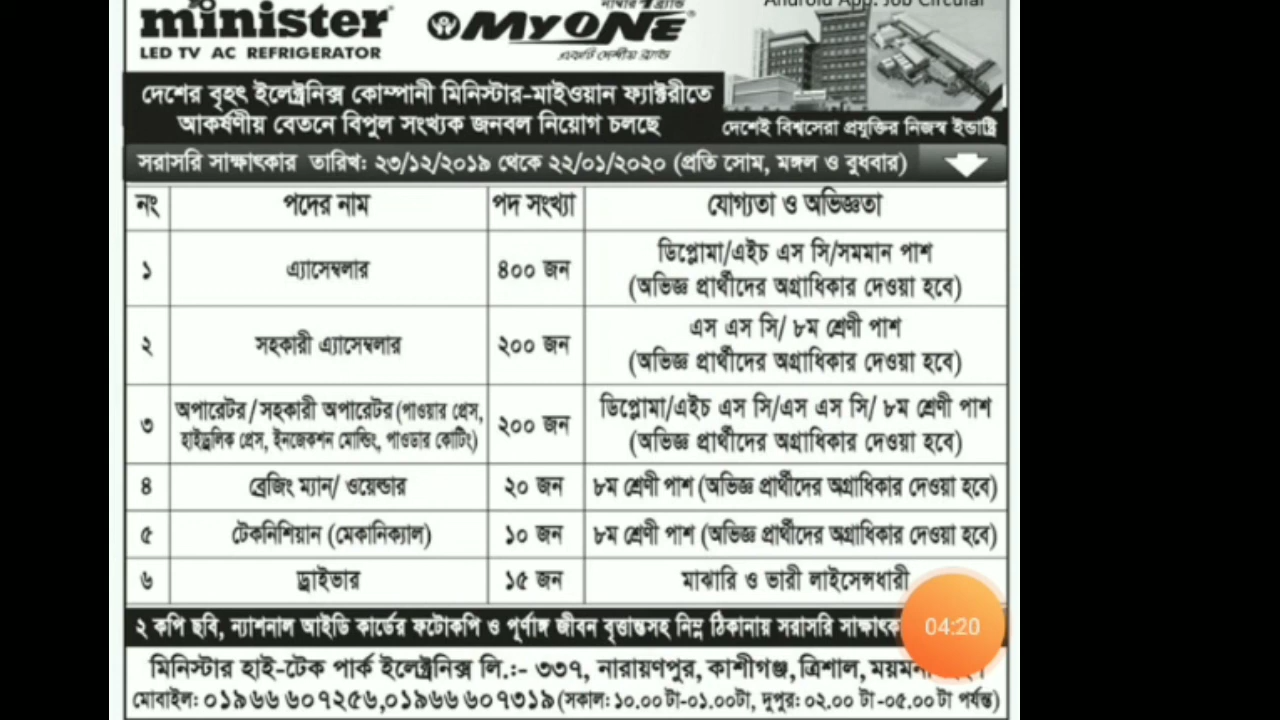 Android App: Job Circular
minister
LED TV AC REFRIGERATOR
MyONE
একটি দেশীয় ব্র্যান্ড
দেশের বৃহৎ ইলেক্ট্রনিক্স কোম্পানী মিনিস্টার-মাইওয়ান ফ্যাক্টরীতে
আকর্ষণীয় বেতনে বিপুল সংখ্যক জনবল নিয়োগ চলছে
দেশেই বিশ্বসেরা প্রযুক্তির নিজস্ব ইন্ডাষ্ট্রি
সরাসরি সাক্ষাৎকার তারিখ: ২৩/১২/২০১৯ থেকে ২২/০১/২০২০ (প্রতি সোম, মঙ্গল ও বুধবার)
নং পদের নাম পদ সংখ্যা যোগ্যতা ও অভিজ্ঞতা
১ এ্যাসেম্বলার ৪০০ জন ডিপ্লোমা/এইচ এস সি/সমমান পাশ
(অভিজ্ঞ প্রার্থীদের অগ্রাধিকার দেওয়া হবে)
২ সহকারী এ্যাসেম্বলার ২০০ জন এস এস সি/ ৮ম শ্রেণী পাশ
(অভিজ্ঞ প্রার্থীদের অগ্রাধিকার দেওয়া হবে)
৩ অপারেটর/সহকারী অপারেটর (পাওয়ার প্রেস, হাইড্রলিক প্রেস, ইনজেকশন মোল্ডিং, পাওডার কোটিং) ২০০ জন ডিপ্লোমা/এইচ এস সি/এস এস সি/ ৮ম শ্রেণী পাশ
(অভিজ্ঞ প্রার্থীদের অগ্রাধিকার দেওয়া হবে)
৪ ব্রেজিং ম্যান/ ওয়েল্ডার ২০ জন ৮ম শ্রেণী পাশ (অভিজ্ঞ প্রার্থীদের অগ্রাধিকার দেওয়া হবে)
৫ টেকনিশিয়ান (মেকানিক্যাল) ১০ জন ৮ম শ্রেণী পাশ (অভিজ্ঞ প্রার্থীদের অগ্রাধিকার দেওয়া হবে)
৬ ড্রাইভার ১৫ জন মাঝারি ও ভারী লাইসেন্সধারী
২ কপি ছবি, ন্যাশনাল আইডি কার্ডের ফটোকপি ও পূর্ণাঙ্গ জীবন বৃত্তান্তসহ নিম্ন ঠিকানায় সরাসরি
04:20
মিনিস্টার হাই-টেক পার্ক ইলেক্ট্রনিক্স লি.:- ৩৩৭, নারায়ণপুর, কাশীগঞ্জ, ত্রিশাল,
মোবাইল: ০১৯৬৬ ৬০৭২৫৬,০১৯৬৬ ৬০৭৩১৯ (সকাল: ১০.০০টা-০১.০০টা, দুপুর: ০২.০০ টা -০৫.০০ টা পর্যন্ত)